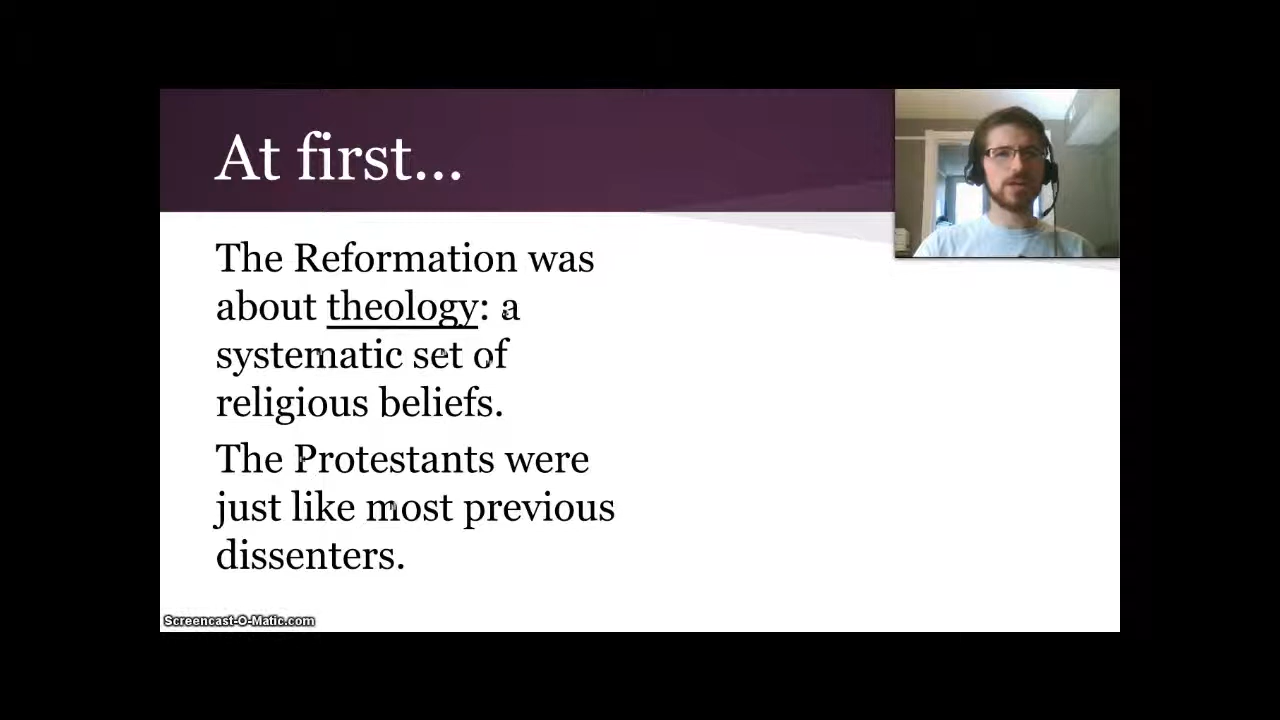 At first...
The Reformation was
about theology: a
systematic set of
religious beliefs.
The Protestants were
just like most previous
dissenters.
Screencast-O-Matic.com